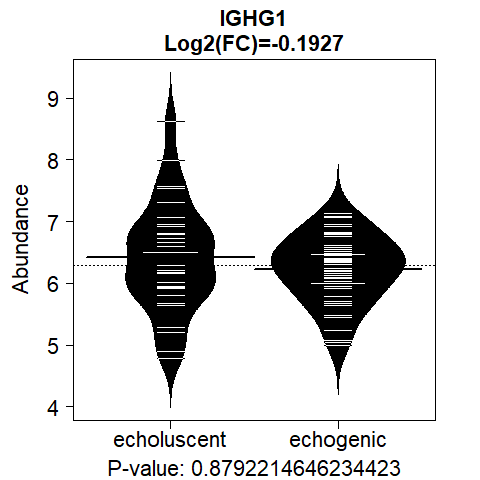 IGHG1
Log2(FC)=-0.1927
Abundance
9
8
7
6
5
4
echoluscent echogenic
P-value: 0.8792214646234423